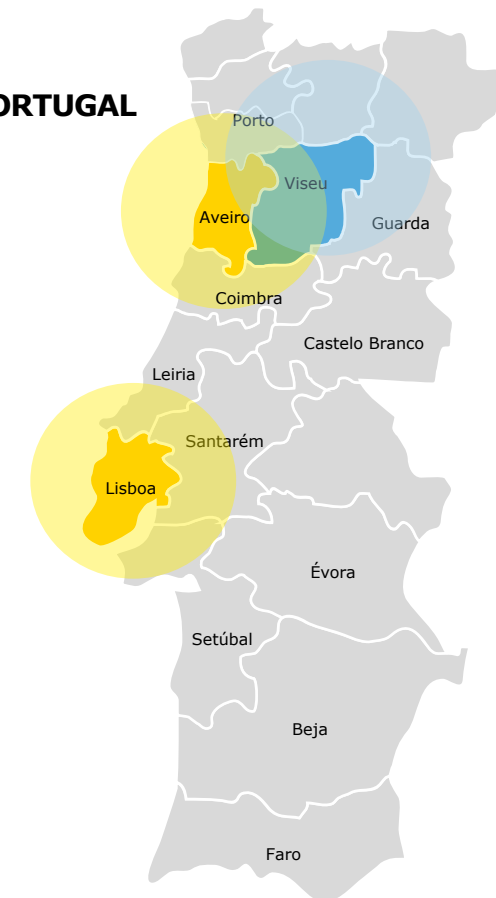 ORTUGAL
Porto
Viseu
Aveiro
Guarda
Coimbra
Castelo Branco
Leiria
Santarém
Lisboa
Évora
Setúbal
Beja
Faro